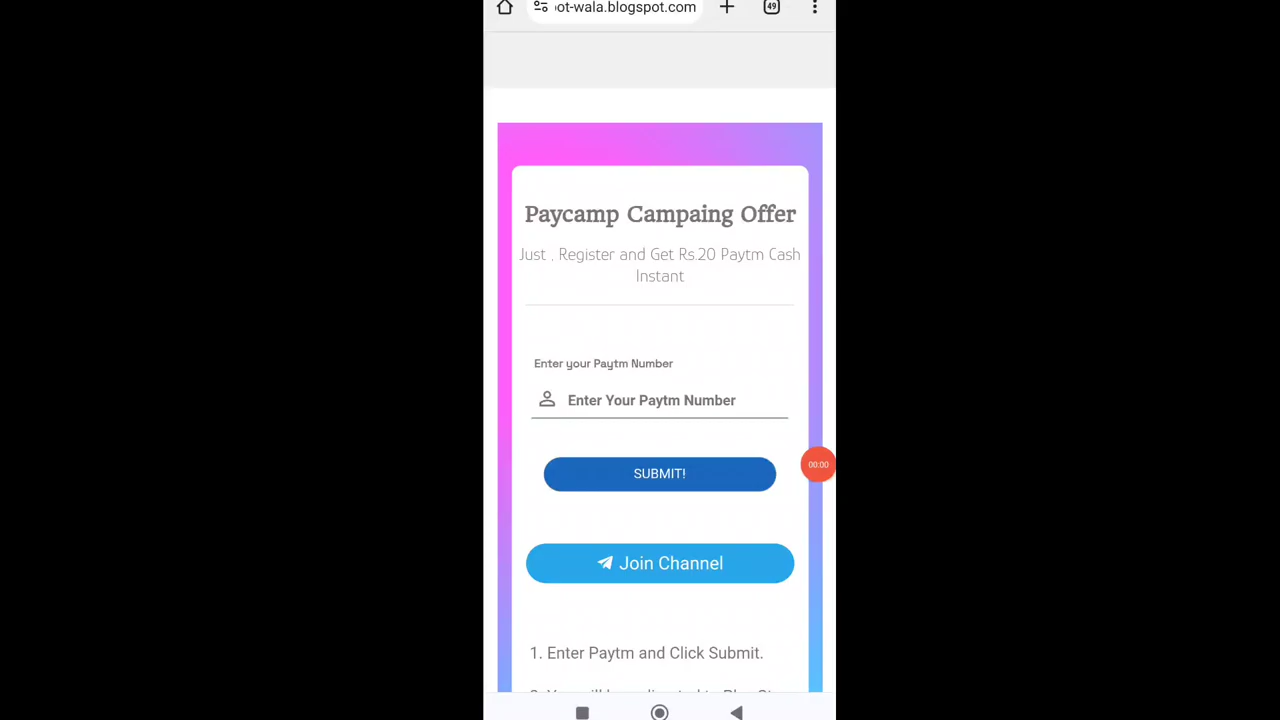 ot-wala.blogspot.com
49
Paycamp Campaing Offer
Just , Register and Get Rs.20 Paytm Cash
Instant
Enter your Paytm Number
Enter Your Paytm Number
SUBMIT!
00:00
Join Channel
1. Enter Paytm and Click Submit.